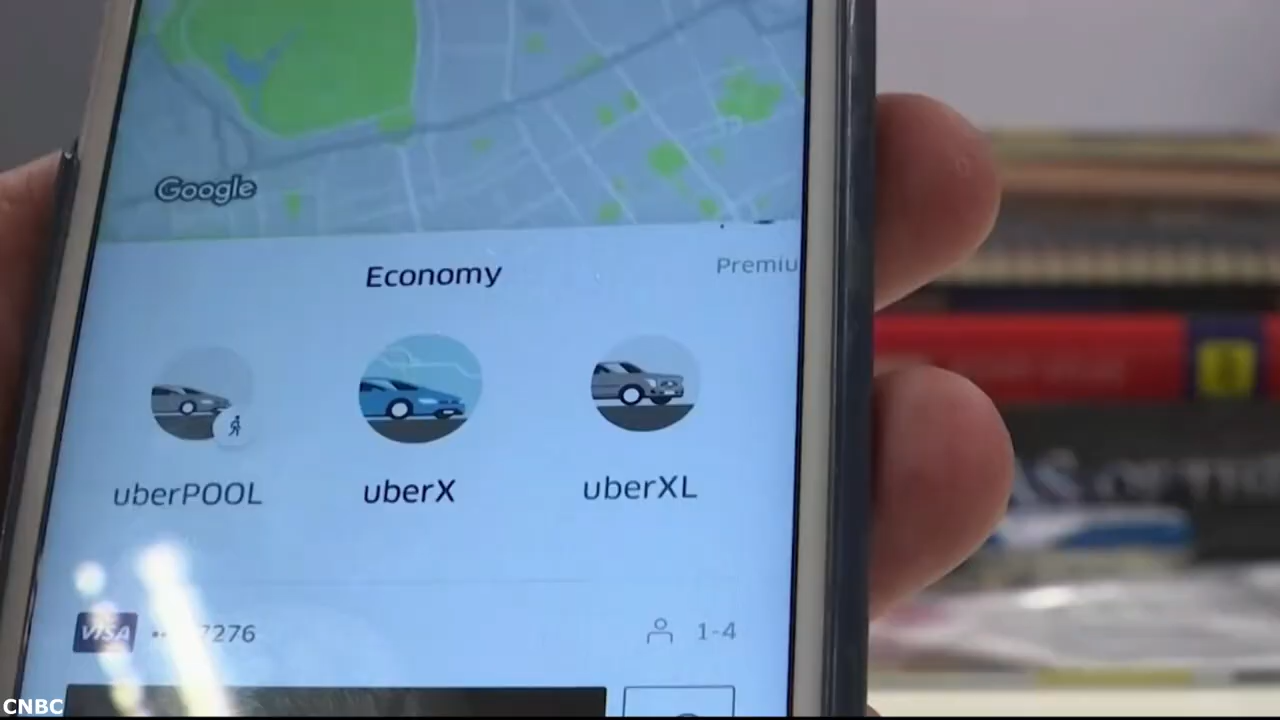 Google
Economy
Premiu
uberPOOL
uberX
uberXL
VISA
7276
1-4
CNBC